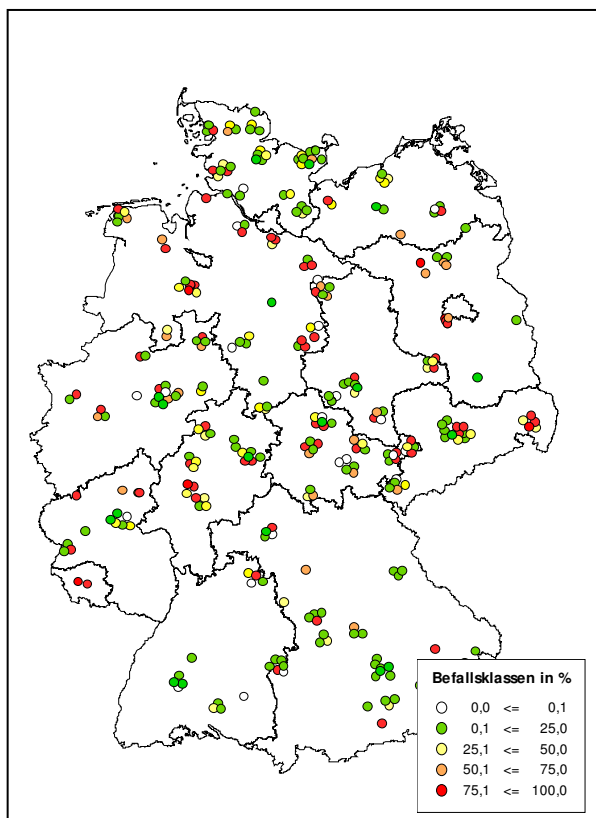 Befallsklassen in %
0,0 <= 0,1
0,1 <= 25,0
25,1 <= 50,0
50,1 <= 75,0
75,1 <= 100,0